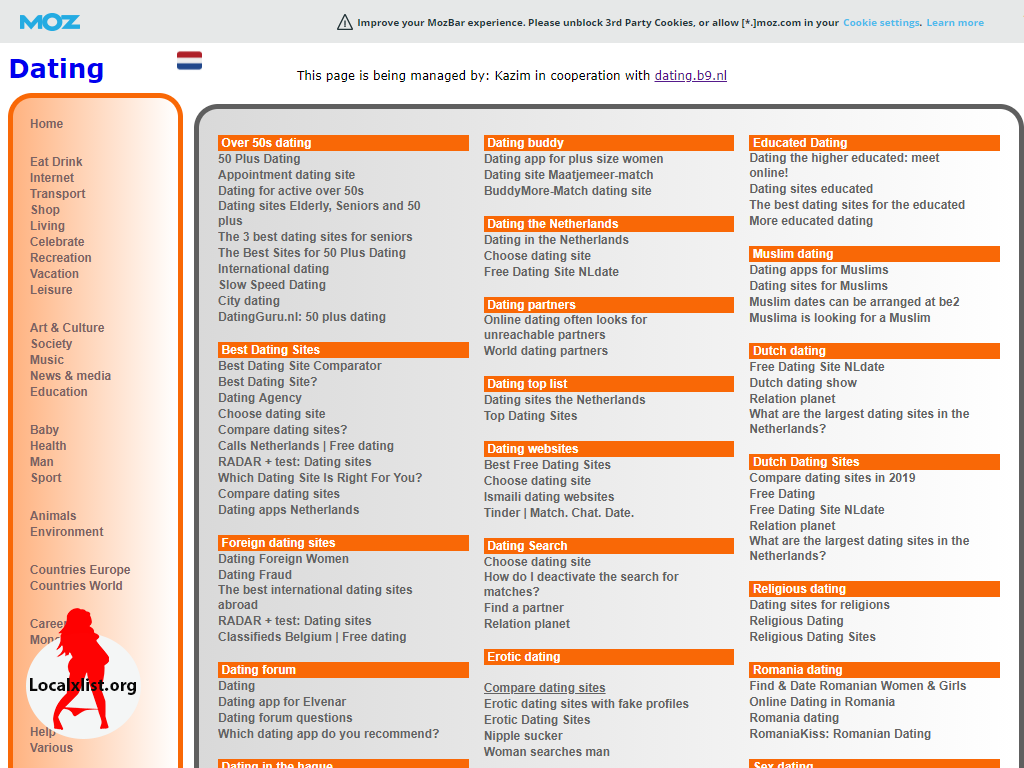 MOZ
Improve your MozBar experience. Please unblock 3rd Party Cookies, or allow [*.]moz.com in your Cookie settings. Learn more
Dating
This page is being managed by: Kazim in cooperation with dating.b9.nl
Home
Eat Drink
Internet
Transport
Shop
Living
Celebrate
Recreation
Vacation
Leisure
Art & Culture
Society
Music
News & media
Education
Baby
Health
Man
Sport
Animals
Environment
Countries Europe
Countries World
Localxlist.org
Help
Various
Over 50s dating
50 Plus Dating
Appointment dating site
Dating for active over 50s
Dating sites Elderly, Seniors and 50
plus
The 3 best dating sites for seniors
The Best Sites for 50 Plus Dating
International dating
Slow Speed Dating
City dating
DatingGuru.nl: 50 plus dating
Best Dating Sites
Best Dating Site Comparator
Best Dating Site?
Dating Agency
Choose dating site
Compare dating sites?
Calls Netherlands | Free dating
RADAR + test: Dating sites
Which Dating Site Is Right For You?
Compare dating sites
Dating apps Netherlands
Foreign dating sites
Dating Foreign Women
Dating Fraud
The best international dating sites
abroad
RADAR + test: Dating sites
Classifieds Belgium | Free dating
Dating forum
Dating
Dating app for Elvenar
Dating forum questions
Which dating app do you recommend?
Dating in the hague
Dating buddy
Dating app for plus size women
Dating site Maatjemeer-match
BuddyMore-Match dating site
Dating the Netherlands
Dating in the Netherlands
Choose dating site
Free Dating Site NLdate
Dating partners
Online dating often looks for
unreachable partners
World dating partners
Dating top list
Dating sites the Netherlands
Top Dating Sites
Dating websites
Best Free Dating Sites
Choose dating site
Ismaili dating websites
Tinder | Match. Chat. Date.
Dating Search
Choose dating site
How do I deactivate the search for
matches?
Find a partner
Relation planet
Erotic dating
Compare dating sites
Erotic dating sites with fake profiles
Erotic Dating Sites
Nipple sucker
Woman searches man
Educated Dating
Dating the higher educated: meet
online!
Dating sites educated
The best dating sites for the educated
More educated dating
Muslim dating
Dating apps for Muslims
Dating sites for Muslims
Muslim dates can be arranged at be2
Muslima is looking for a Muslim
Dutch dating
Free Dating Site NLdate
Dutch dating show
Relation planet
What are the largest dating sites in the
Netherlands?
Dutch Dating Sites
Compare dating sites in 2019
Free Dating
Free Dating Site NLdate
Relation planet
What are the largest dating sites in the
Netherlands?
Religious dating
Dating sites for religions
Religious Dating
Religious Dating Sites
Romania dating
Find & Date Romanian Women & Girls
Online Dating in Romania
Romania dating
RomaniaKiss: Romanian Dating
Sex dating